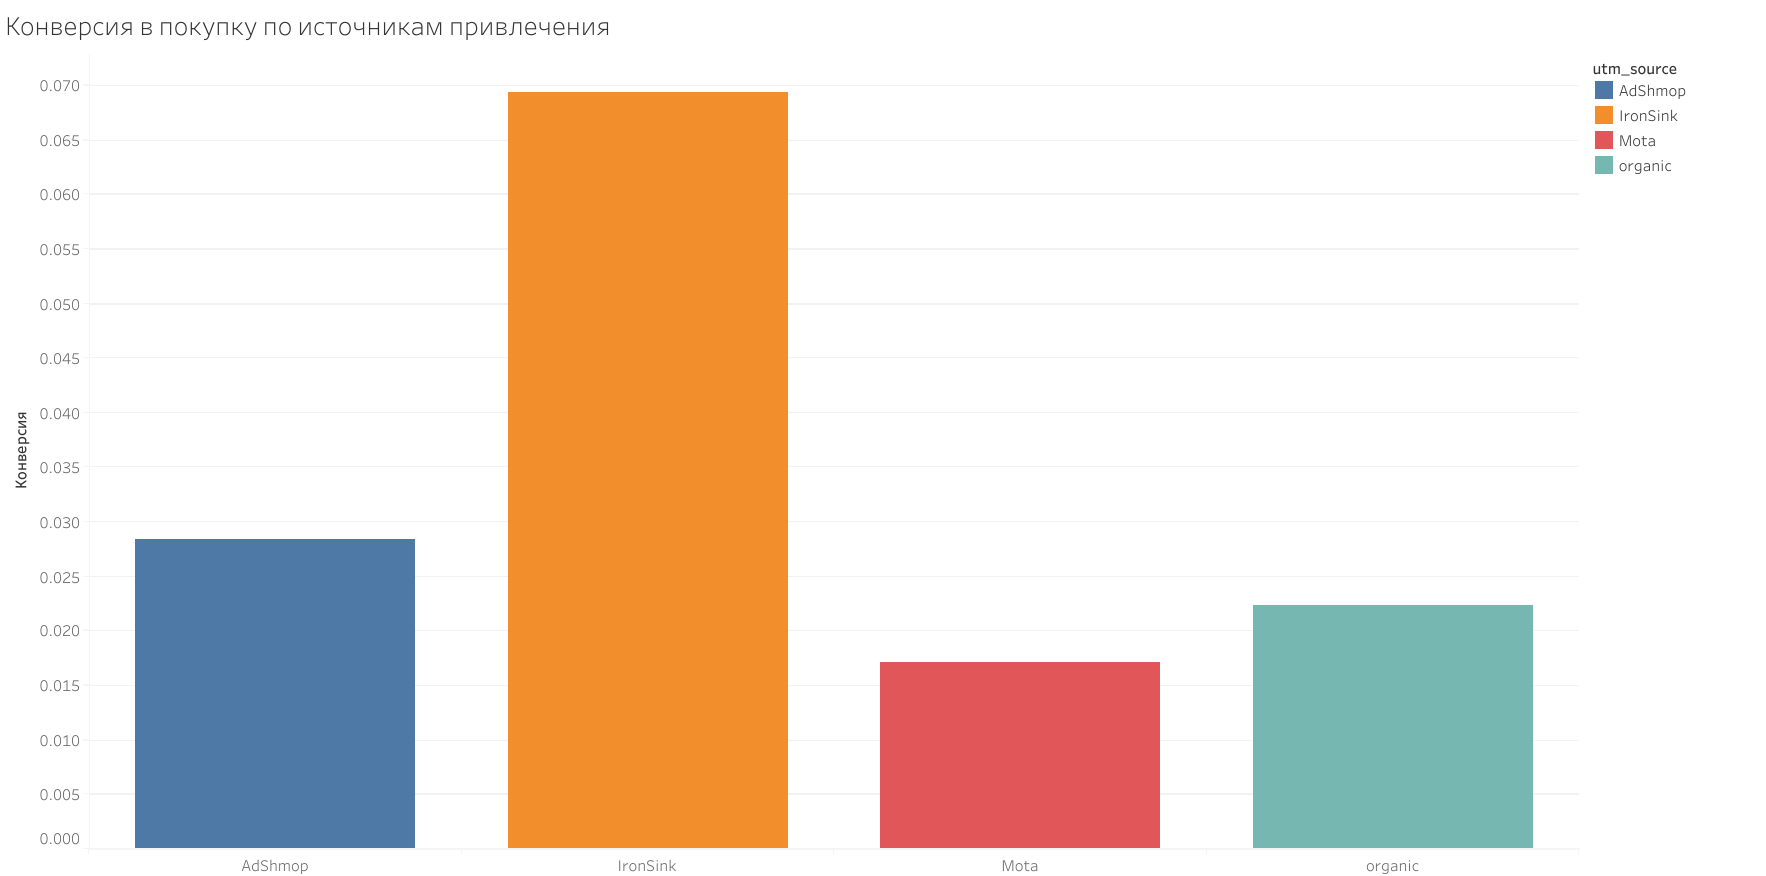 Конверсия в покупку по источникам привлечения
utm_source
AdShmop
IronSink
Mota
organic
Конверсия
0.070
0.065
0.060
0.055
0.050
0.045
0.040
0.035
0.030
0.025
0.020
0.015
0.010
0.005
0.000
AdShmop IronSink Mota organic